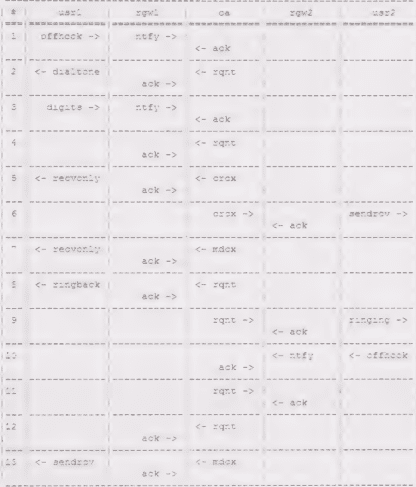 # usr1 rgw1 ca rgw2 usr2
1 offhook -> ntfy ->
<- ack
2 <- dialtone <- rqnt
ack ->
3 digits -> ntfy ->
<- ack
4 <- rqnt
ack ->
5 <- recvonly <- crcx
ack ->
6 crcx -> sendrcv ->
<- ack
7 <- recvonly <- mdcx
ack ->
8 <- ringback <- rqnt
ack ->
9 rqnt -> ringing ->
<- ack
10 <- ntfy <- offhook
ack ->
11 rqnt ->
<- ack
12 <- rqnt
ack ->
13 <- sendrcv <- mdcx
ack ->